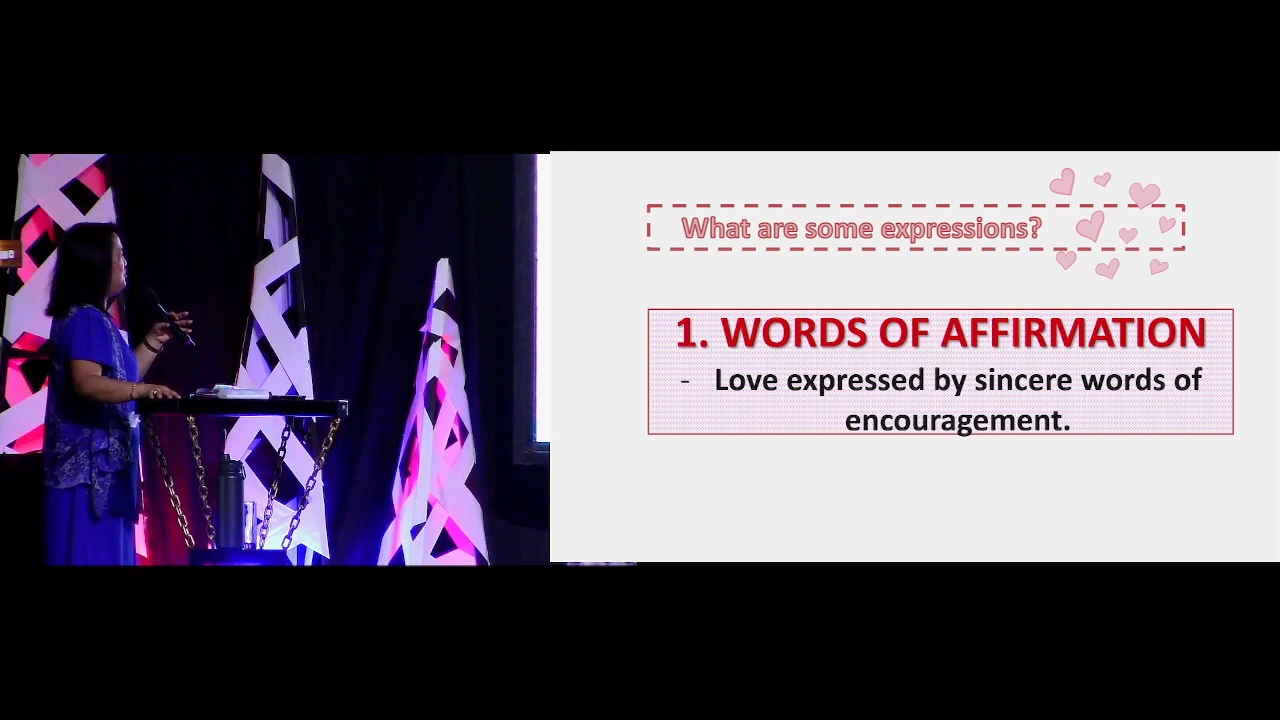 What are some expressions?
1. WORDS OF AFFIRMATION
- Love expressed by sincere words of
encouragement.